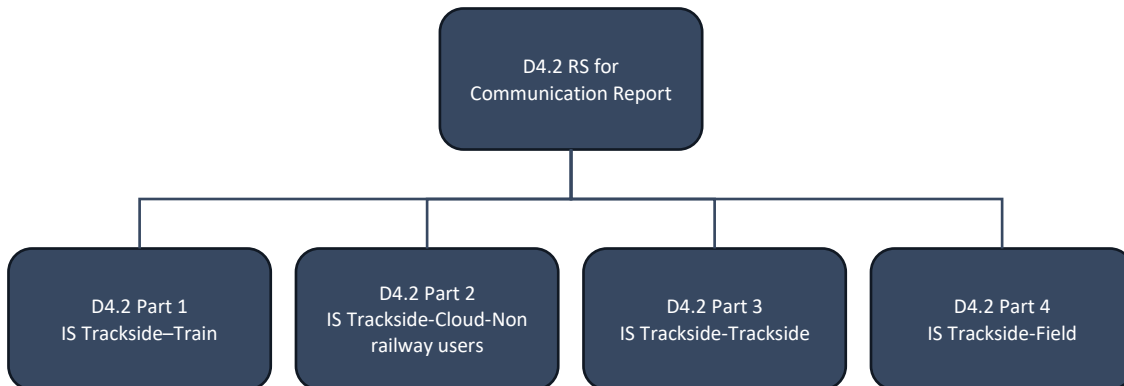 D4.2 RS for
Communication Report
D4.2 Part 1
IS Trackside–Train
D4.2 Part 2
IS Trackside-Cloud-Non
railway users
D4.2 Part 3
IS Trackside-Trackside
D4.2 Part 4
IS Trackside-Field